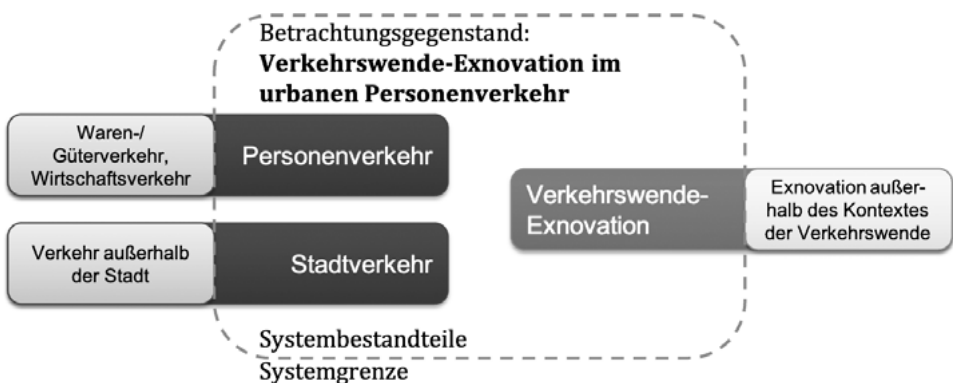 Betrachtungsgegenstand:
Verkehrswende-Exnovation im
urbanen Personenverkehr
Waren-/
Güterverkehr,
Wirtschaftsverkehr
Personenverkehr
Verkehrswende-
Exnovation
Exnovation außer-
halb des Kontextes
der Verkehrswende
Verkehr außerhalb
der Stadt
Stadtverkehr
Systembestandteile
Systemgrenze